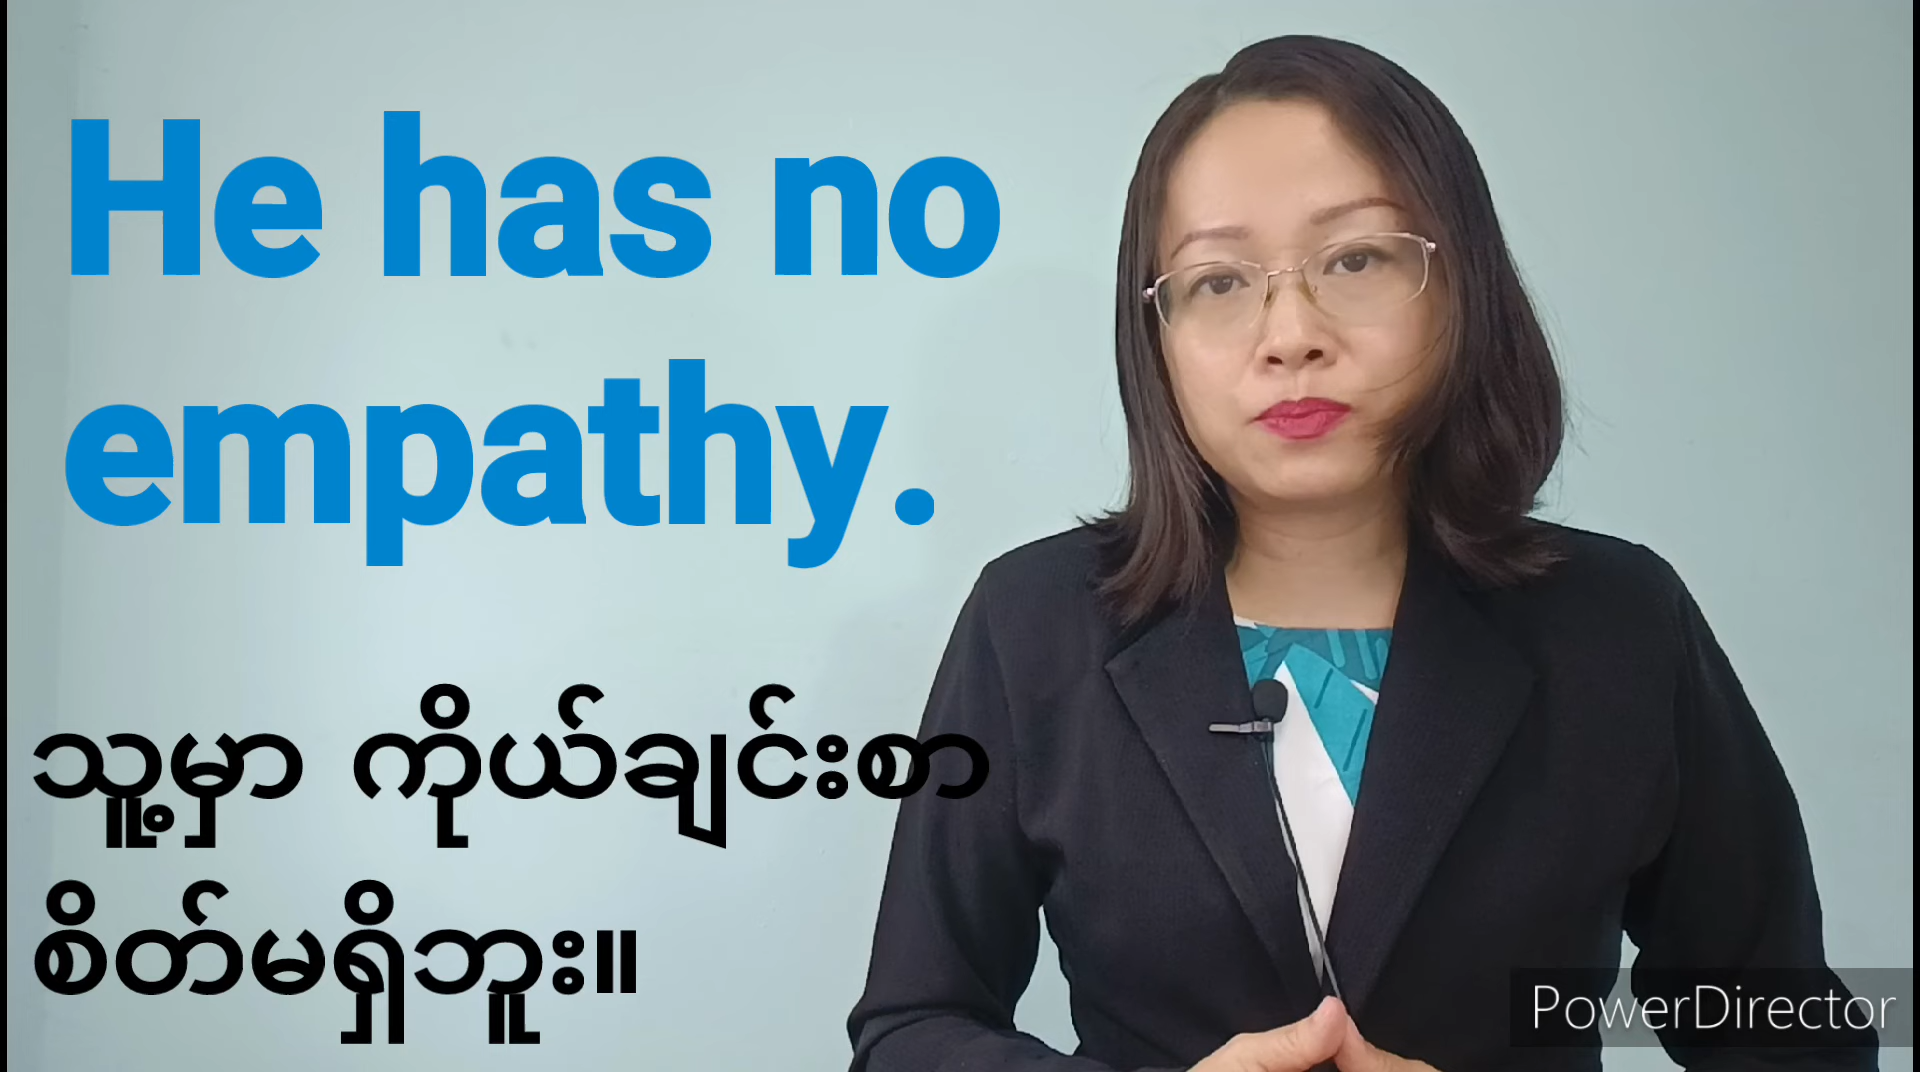 He has no
empathy.
သူ့မှာ ကိုယ်ချင်းစာ
စိတ်မရှိဘူး။
PowerDirector